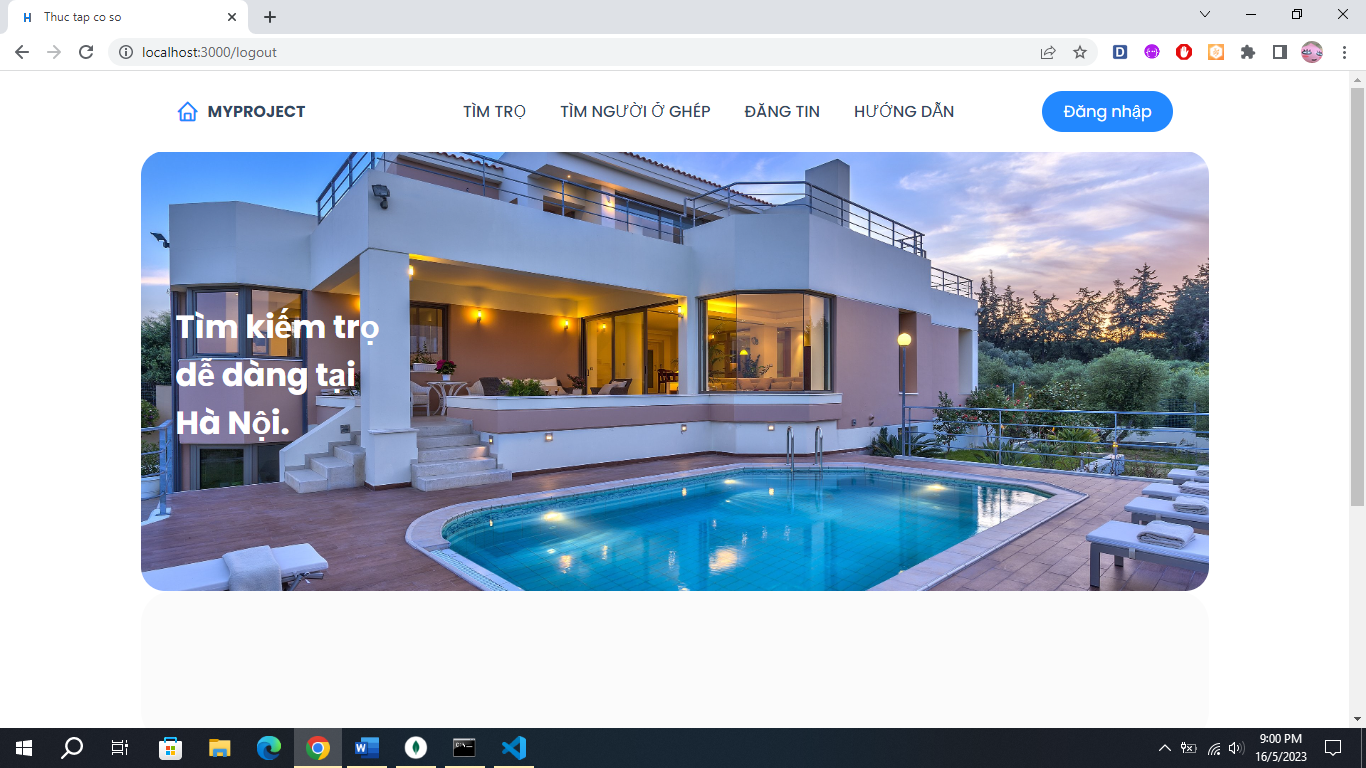 Thuc tap co so
localhost:3000/logout
MYPROJECT
TÌM TRỌ
TÌM NGƯỜI Ở GHÉP
ĐĂNG TIN
HƯỚNG DẪN
Đăng nhập
Tìm kiếm trọ
dễ dàng tại
Hà Nội.
9:00 PM
16/5/2023